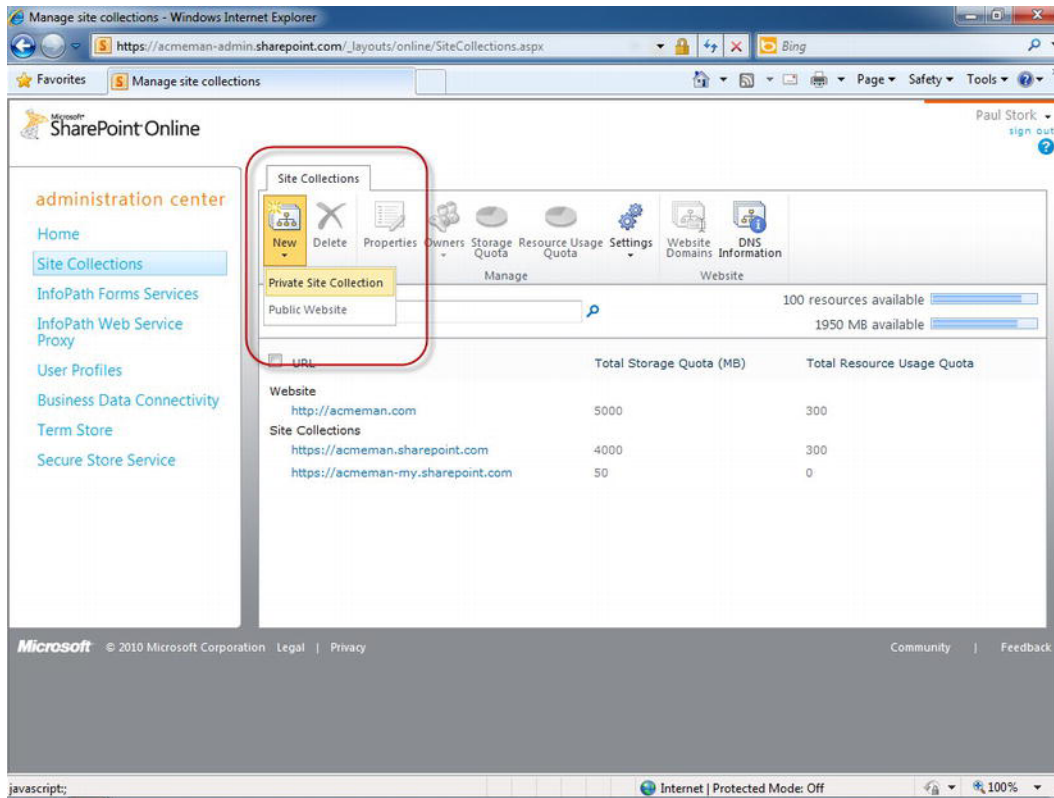 Manage site collections - Windows Internet Explorer
https://acmeman-admin.sharepoint.com/_layouts/online/SiteCollections.aspx
Bing
Favorites
Manage site collections
Page
Safety
Tools
Microsoft
SharePoint Online
Paul Stork
sign out
administration center
Home
Site Collections
InfoPath Forms Services
InfoPath Web Service
Proxy
User Profiles
Business Data Connectivity
Term Store
Secure Store Service
Site Collections
New
Delete
Properties
Owners
Storage
Quota
Resource Usage
Quota
Settings
Website
Domains
DNS
Information
Manage
Website
Private Site Collection
Public Website
100 resources available
1950 MB available
URL
Total Storage Quota (MB)
Total Resource Usage Quota
Website
http://acmeman.com 5000 300
Site Collections
https://acmeman.sharepoint.com 4000 300
https://acmeman-my.sharepoint.com 50 0
Microsoft © 2010 Microsoft Corporation Legal | Privacy
Community | Feedback
javascript:;
Internet | Protected Mode: Off
100%